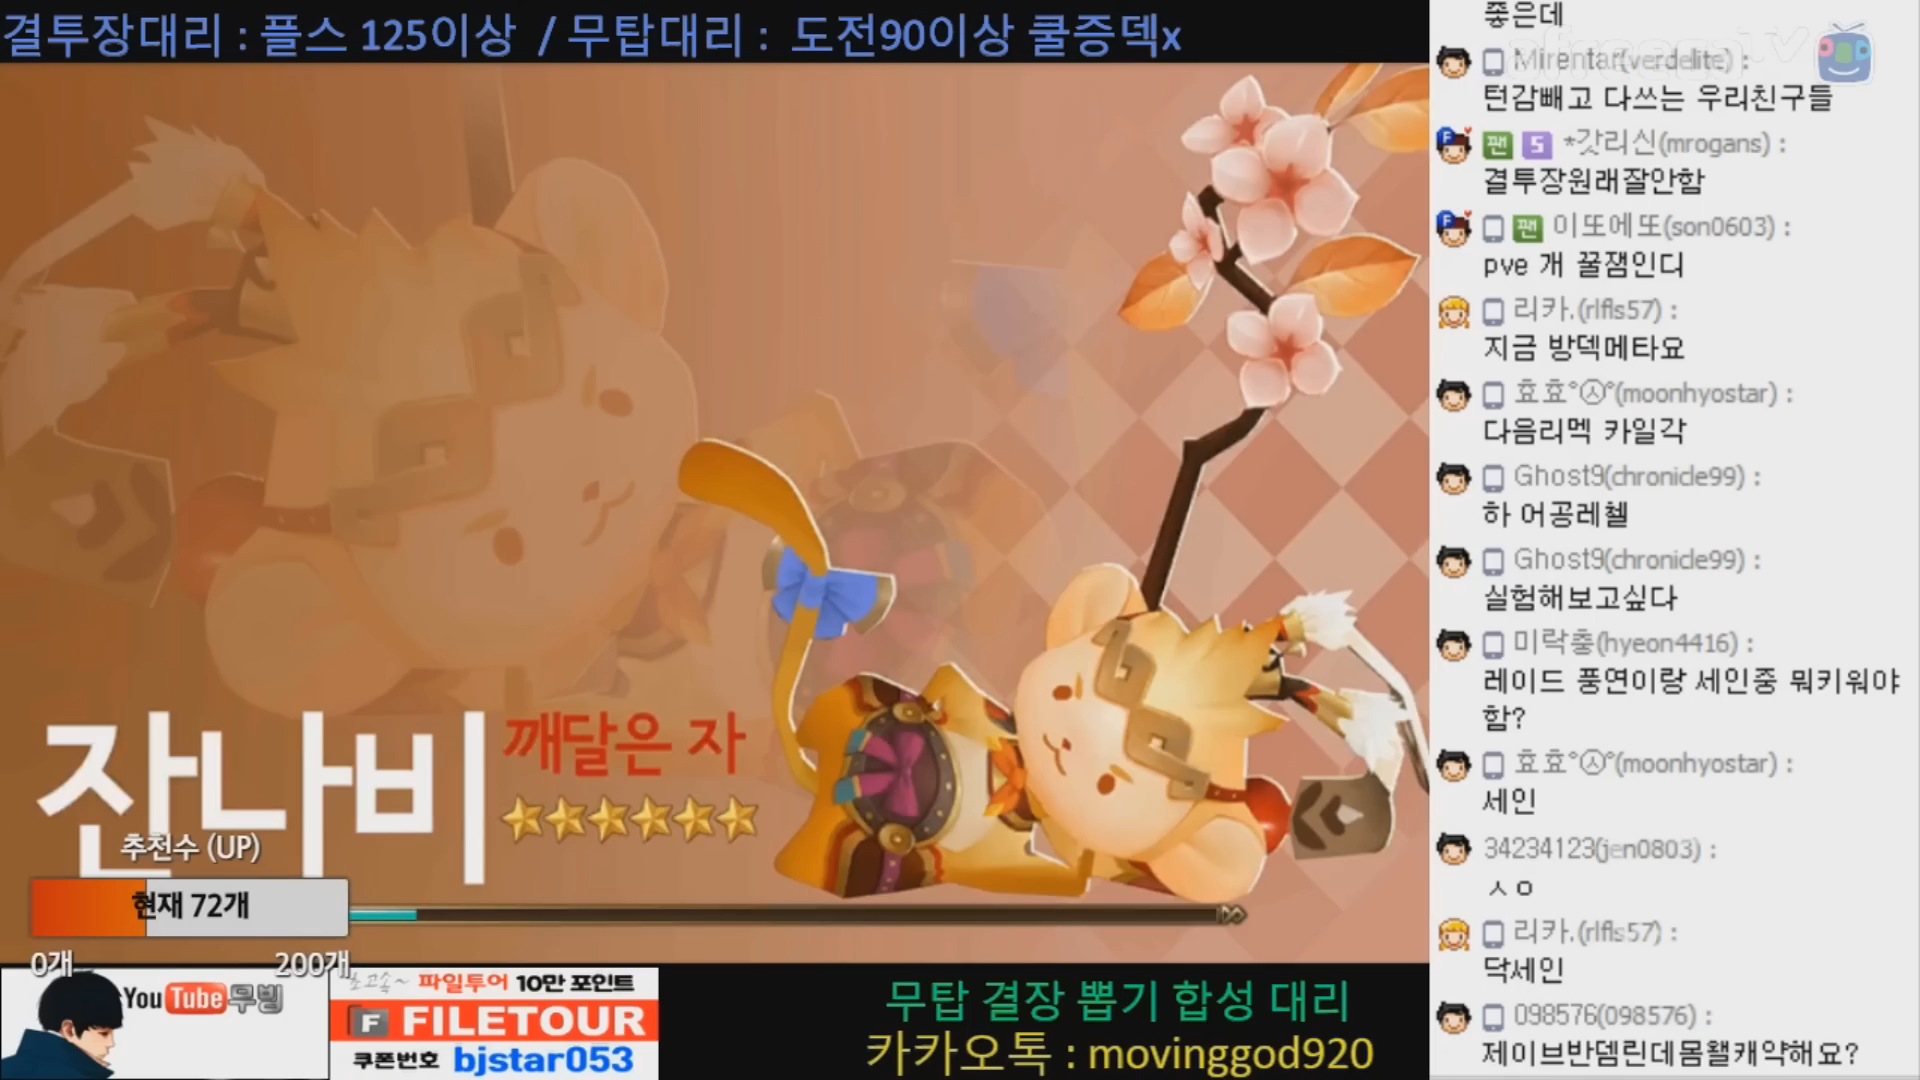 결투장대리 : 플스 125이상 / 무탑대리 : 도전90이상 쿨증덱x
잔나비
깨달은 자
추천수 (UP)
현재 72개
0개
200개
You Tube 무빙
초고속~ 파일투어 10만 포인트
F FILETOUR
쿠폰번호 bjstar053
무탑 결장 뽑기 합성 대리
카카오톡 : movinggod920
afreecaTV
좋은데
Mirentar(verdelite) :
턴감빼고 다쓰는 우리친구들
팬 S *갓리신(mrogans) :
결투장원래잘안함
팬 이또에또(son0603) :
pve 개 꿀잼인디
리카.(rlfls57) :
지금 방덱메타요
효효°㉦°(moonhyostar) :
다음리멕 카일각
Ghost9(chronicle99) :
하 어공레첼
Ghost9(chronicle99) :
실험해보고싶다
미락충(hyeon4416) :
레이드 풍연이랑 세인중 뭐키워야
함?
효효°㉦°(moonhyostar) :
세인
34234123(jen0803) :
ㅅㅇ
리카.(rlfls57) :
닥세인
098576(098576) :
제이브반뎀린데몸왤캐약해요?